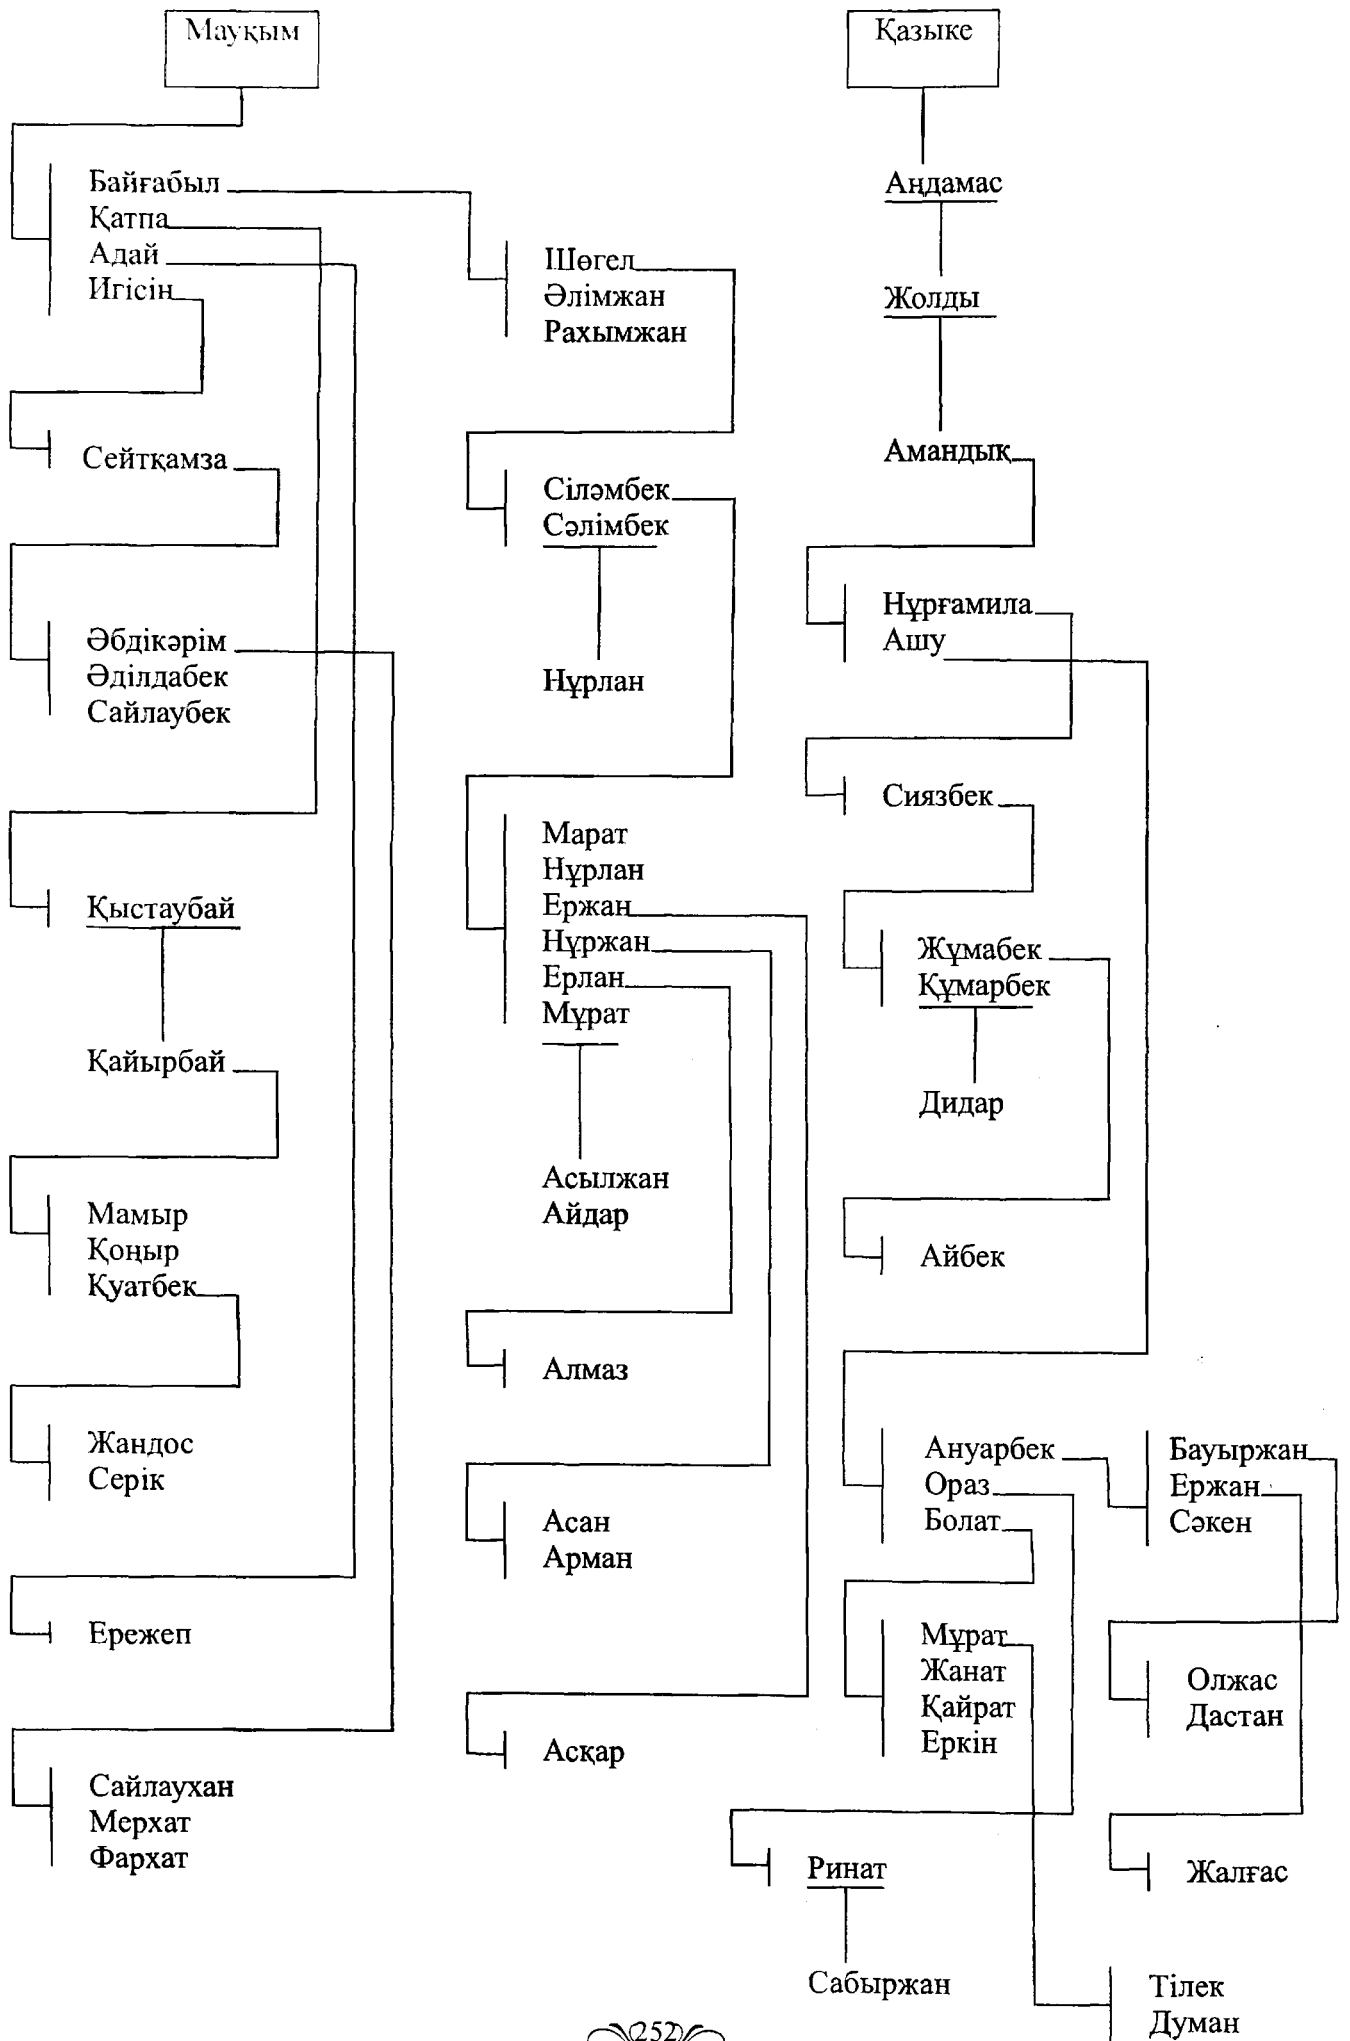 Мауқым
Байғабыл
Қатпа
Адай
Игісін
Сейтқамза
Әбдікәрім
Әділдабек
Сайлаубек
Қыстаубай
Қайырбай
Мамыр
Қоңыр
Қуатбек
Жандос
Серік
Ережеп
Сайлаухан
Мерхат
Фархат
Шөгел
Әлімжан
Рахымжан
Сіләмбек
Сәлімбек
Нұрлан
Марат
Нұрлан
Ержан
Нұржан
Ерлан
Мұрат
Асылжан
Айдар
Алмаз
Асан
Арман
Асқар
Қазыке
Аңдамас
Жолды
Амандық
Нұрғамила
Ашу
Сиязбек
Жұмабек
Құмарбек
Дидар
Айбек
Ануарбек
Ораз
Болат
Бауыржан
Ержан
Сәкен
Мұрат
Жанат
Қайрат
Еркін
Олжас
Дастан
Ринат
Сабыржан
Жалғас
Тілек
Думан
252